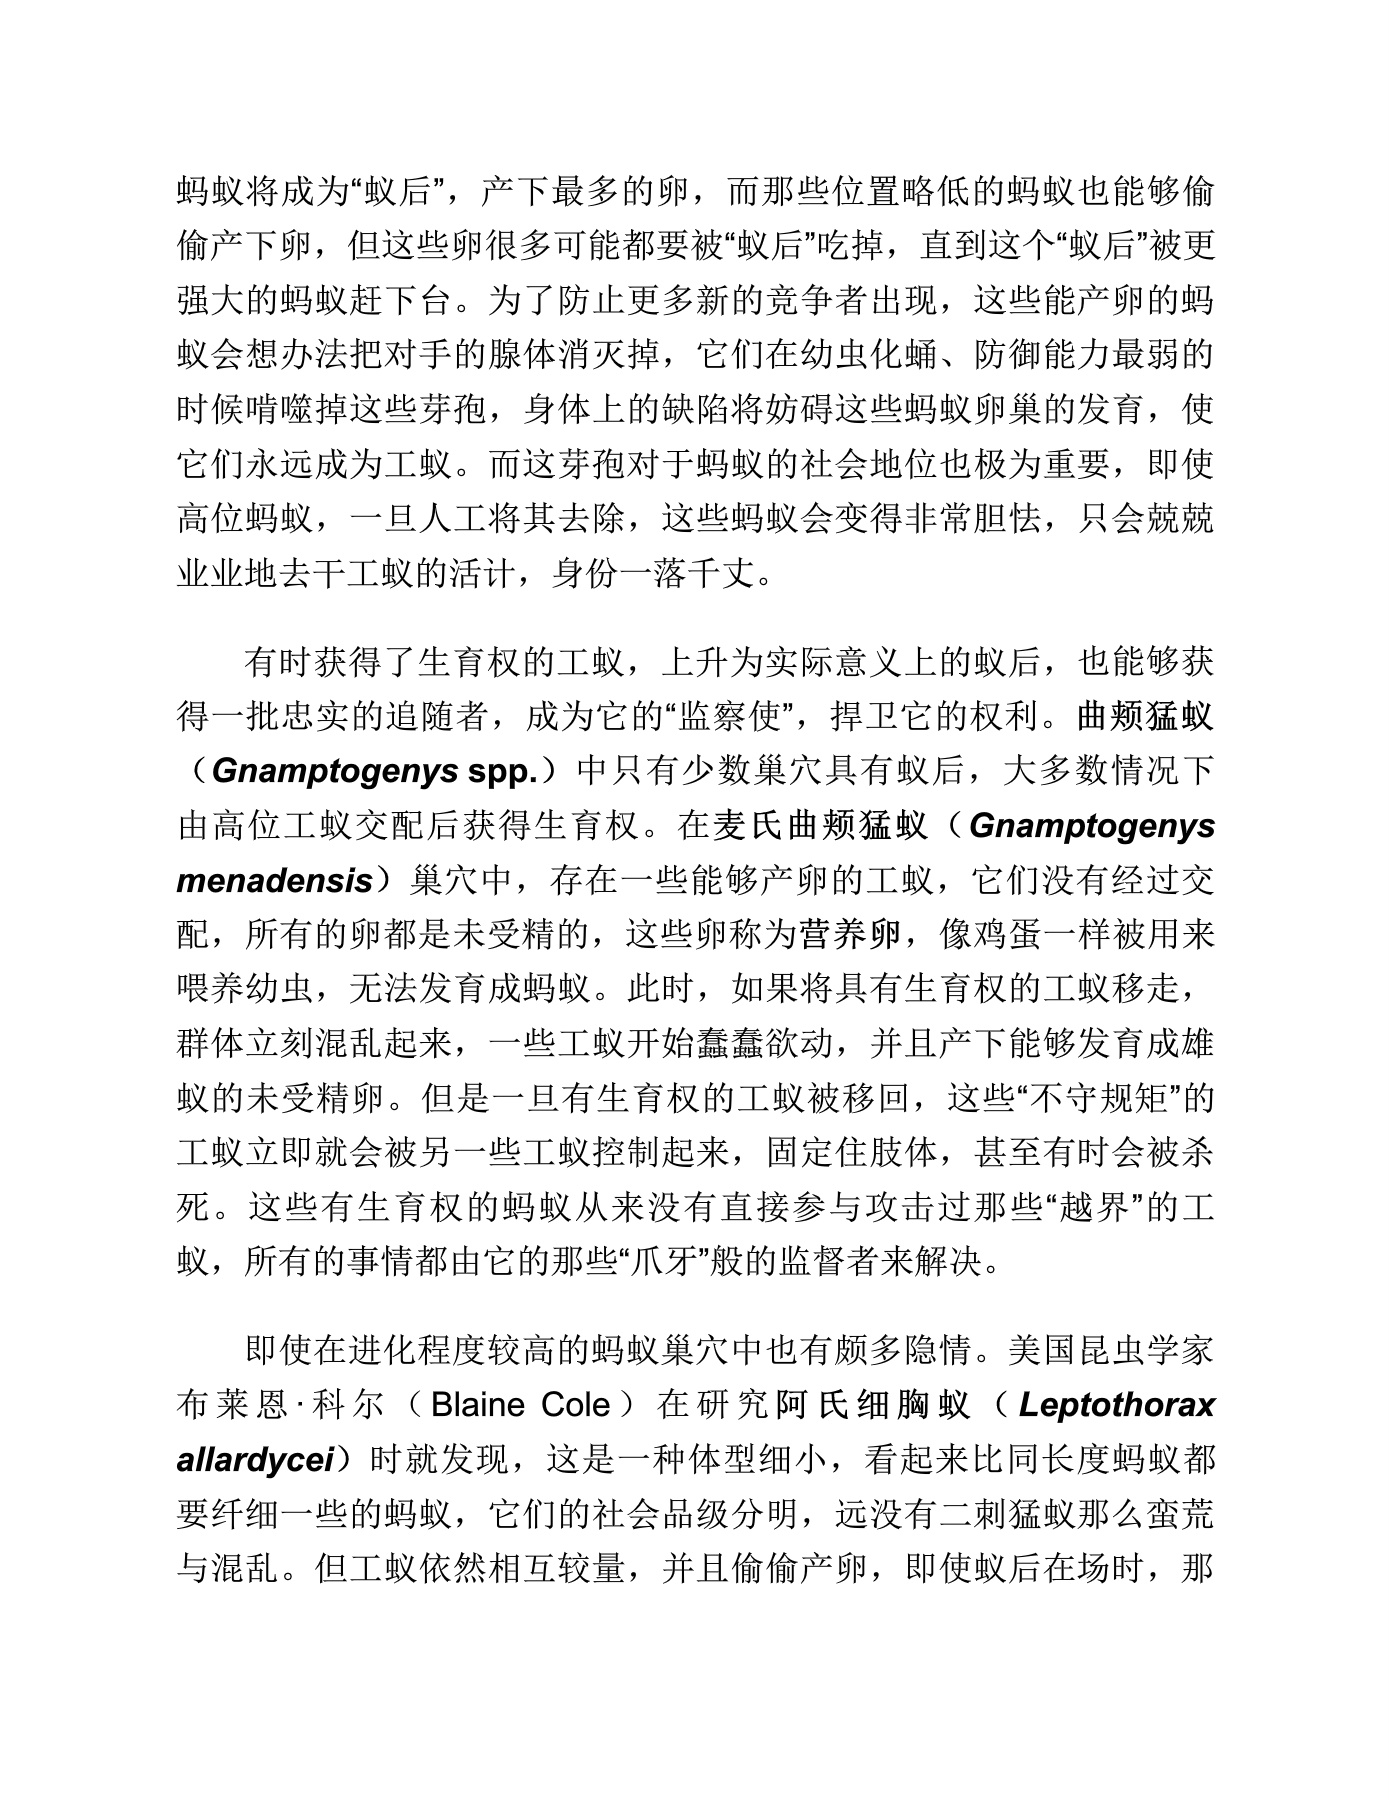 蚂蚁将成为“蚁后”，产下最多的卵，而那些位置略低的蚂蚁也能够偷
偷产下卵，但这些卵很多可能都要被“蚁后”吃掉，直到这个“蚁后”被更
强大的蚂蚁赶下台。为了防止更多新的竞争者出现，这些能产卵的蚂
蚁会想办法把对手的腺体消灭掉，它们在幼虫化蛹、防御能力最弱的
时候啃噬掉这些芽孢，身体上的缺陷将妨碍这些蚂蚁卵巢的发育，使
它们永远成为工蚁。而这芽孢对于蚂蚁的社会地位也极为重要，即使
高位蚂蚁，一旦人工将其去除，这些蚂蚁会变得非常胆怯，只会兢兢
业业地去干工蚁的活计，身份一落千丈。
有时获得了生育权的工蚁，上升为实际意义上的蚁后，也能够获
得一批忠实的追随者，成为它的“监察使”，捍卫它的权利。曲颊猛蚁
（Gnamptogenys spp.）中只有少数巢穴具有蚁后，大多数情况下
由高位工蚁交配后获得生育权。在麦氏曲颊猛蚁（Gnamptogenys
menadensis）巢穴中，存在一些能够产卵的工蚁，它们没有经过交
配，所有的卵都是未受精的，这些卵称为营养卵，像鸡蛋一样被用来
喂养幼虫，无法发育成蚂蚁。此时，如果将具有生育权的工蚁移走，
群体立刻混乱起来，一些工蚁开始蠢蠢欲动，并且产下能够发育成雄
蚁的未受精卵。但是一旦有生育权的工蚁被移回，这些“不守规矩”的
工蚁立即就会被另一些工蚁控制起来，固定住肢体，甚至有时会被杀
死。这些有生育权的蚂蚁从来没有直接参与攻击过那些“越界”的工
蚁，所有的事情都由它的那些“爪牙”般的监督者来解决。
即使在进化程度较高的蚂蚁巢穴中也有颇多隐情。美国昆虫学家
布莱恩·科尔（Blaine Cole）在研究阿氏细胸蚁（Leptothorax
allardycei）时就发现，这是一种体型细小，看起来比同长度蚂蚁都
要纤细一些的蚂蚁，它们的社会品级分明，远没有二刺猛蚁那么蛮荒
与混乱。但工蚁依然相互较量，并且偷偷产卵，即使蚁后在场时，那